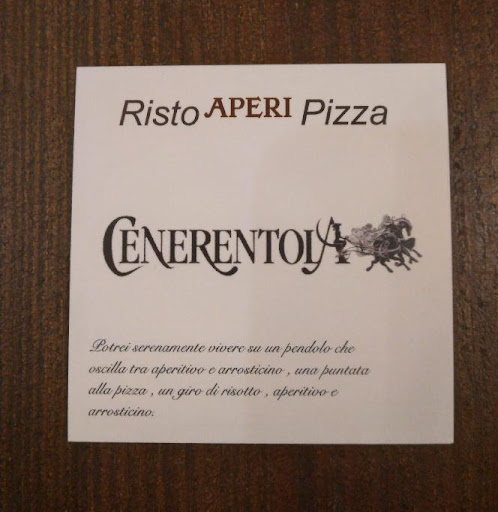 Risto APERI Pizza
CENERENTOLA
Potrei serenamente vivere su un pendolo che
oscilla tra aperitivo e arrosticino , una puntata
alla pizza , un giro di risotto , aperitivo e
arrosticino.